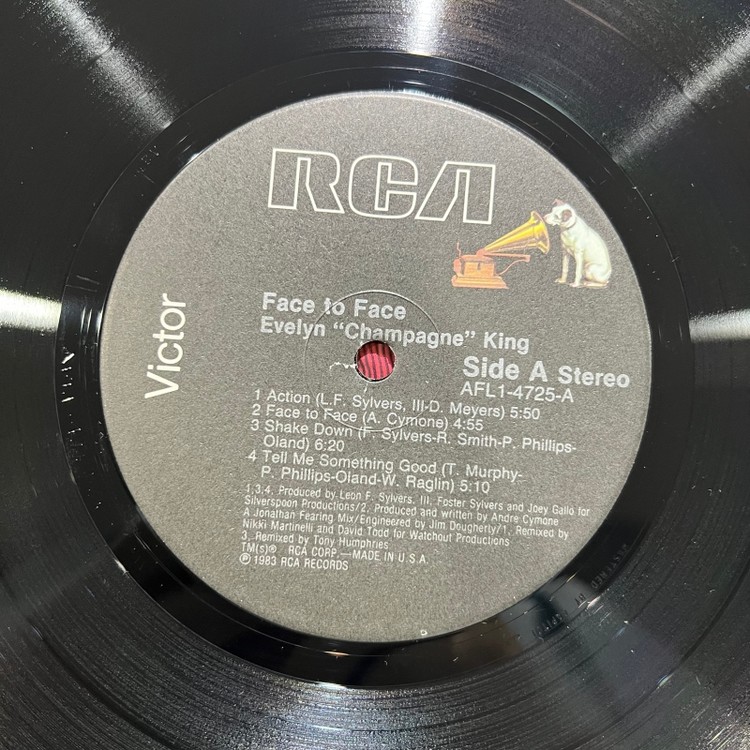 RCA
Victor
Face to Face
Evelyn "Champagne" King
Side A Stereo
AFL1-4725-A
1 Action (L.F. Sylvers, III-D. Meyers) 5:50
2 Face to Face (A. Cymone) 4:55
3 Shake Down (F. Sylvers-R. Smith-P. Phillips-
Oland) 6:20
4 Tell Me Something Good (T. Murphy-
P. Phillips-Oland-W. Raglin) 5:10
1,3,4, Produced by Leon F. Sylvers, III, Foster Sylvers and Joey Gallo for
Silverspoon Productions/2, Produced and written by Andre Cymone
A Jonathan Fearing Mix/Engineered by Jim Dougherty/1, Remixed by
Nikki Martinelli and David Todd for Watchout Productions
3, Remixed by Tony Humphries
TM(s)® RCA CORP.—MADE IN U.S.A.
℗1983 RCA RECORDS